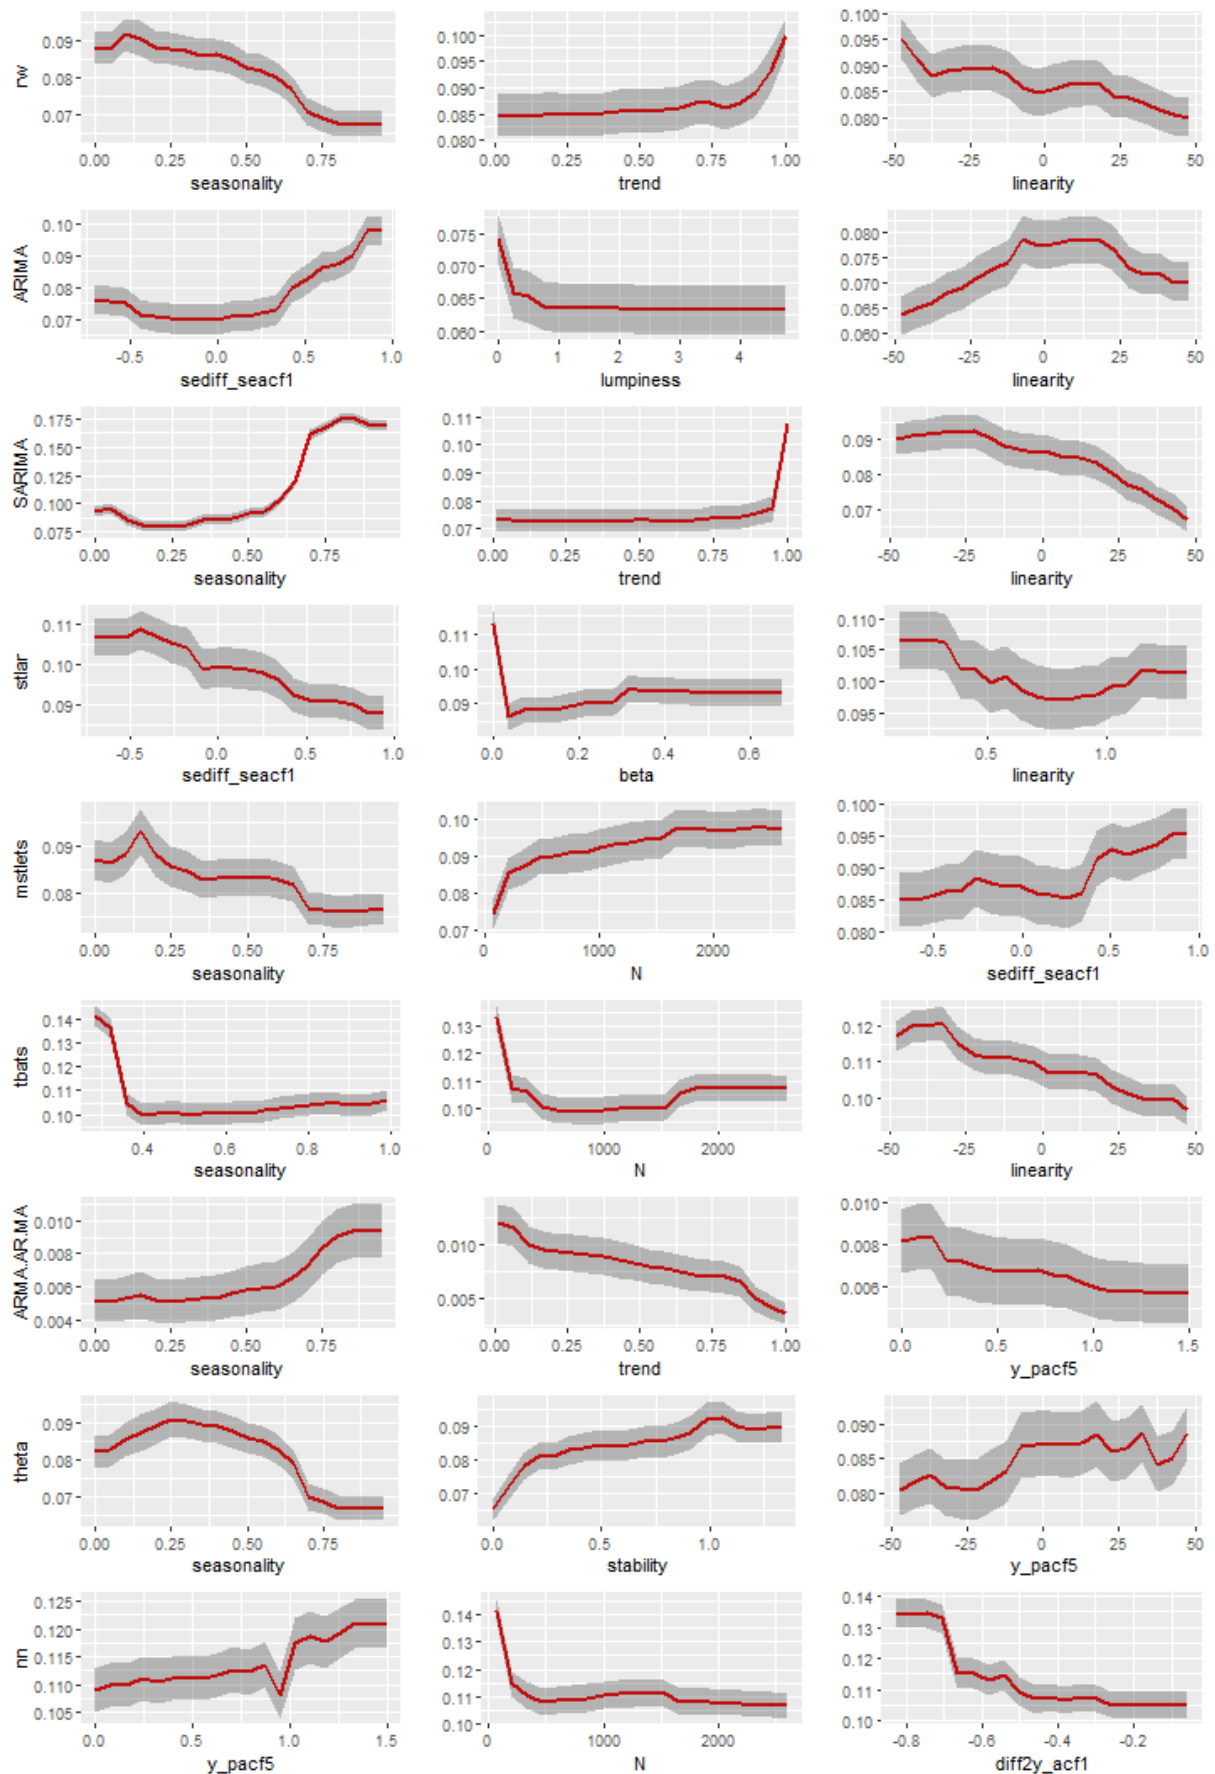 rw
0.09
0.08
0.07
0.00 0.25 0.50 0.75
seasonality
0.100
0.095
0.090
0.085
0.080
0.00 0.25 0.50 0.75 1.00
trend
0.100
0.095
0.090
0.085
0.080
-50 -25 0 25 50
linearity
ARIMA
0.10
0.09
0.08
0.07
-0.5 0.0 0.5 1.0
sediff_seacf1
0.075
0.070
0.065
0.060
0 1 2 3 4
lumpiness
0.080
0.075
0.070
0.065
0.060
-50 -25 0 25 50
linearity
SARIMA
0.175
0.150
0.125
0.100
0.075
0.00 0.25 0.50 0.75
seasonality
0.11
0.10
0.09
0.08
0.07
0.00 0.25 0.50 0.75 1.00
trend
0.09
0.08
0.07
-50 -25 0 25 50
linearity
stlar
0.11
0.10
0.09
-0.5 0.0 0.5 1.0
sediff_seacf1
0.11
0.10
0.09
0.0 0.2 0.4 0.6
beta
0.110
0.105
0.100
0.095
0.5 1.0
linearity
mstlets
0.09
0.08
0.00 0.25 0.50 0.75
seasonality
0.10
0.09
0.08
0.07
0 1000 2000
N
0.100
0.095
0.090
0.085
0.080
-0.5 0.0 0.5 1.0
sediff_seacf1
tbats
0.14
0.13
0.12
0.11
0.10
0.4 0.6 0.8 1.0
seasonality
0.13
0.12
0.11
0.10
0 1000 2000
N
0.12
0.11
0.10
-50 -25 0 25 50
linearity
ARMA.AR.MA
0.010
0.008
0.006
0.004
0.00 0.25 0.50 0.75
seasonality
0.010
0.005
0.00 0.25 0.50 0.75 1.00
trend
0.010
0.008
0.006
0.0 0.5 1.0 1.5
y_pacf5
theta
0.09
0.08
0.07
0.00 0.25 0.50 0.75
seasonality
0.09
0.08
0.07
0.0 0.5 1.0
stability
0.090
0.085
0.080
-50 -25 0 25 50
y_pacf5
nn
0.125
0.120
0.115
0.110
0.105
0.0 0.5 1.0 1.5
y_pacf5
0.14
0.13
0.12
0.11
0.10
0 1000 2000
N
0.14
0.13
0.12
0.11
0.10
-0.8 -0.6 -0.4 -0.2
diff2y_acf1